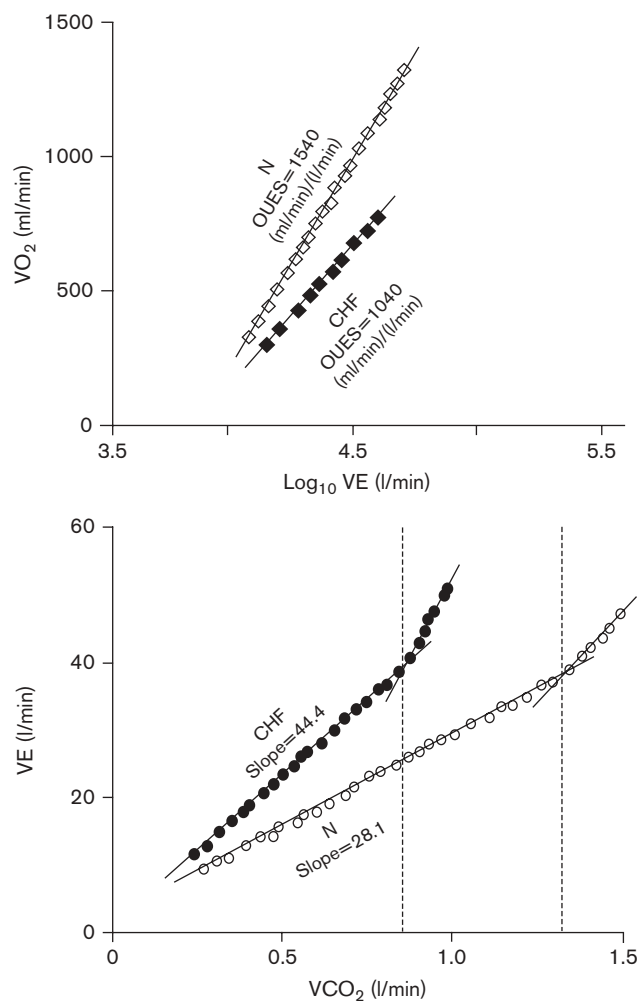 1500
1000
500
0
VO₂ (ml/min)
N
OUES=1540
(ml/min)/(l/min)
CHF
OUES=1040
(ml/min)/(l/min)
3.5
4.5
5.5
Log₁₀ VE (l/min)
60
40
20
0
VE (l/min)
CHF
Slope=44.4
N
Slope=28.1
0
0.5
1.0
1.5
VCO₂ (l/min)